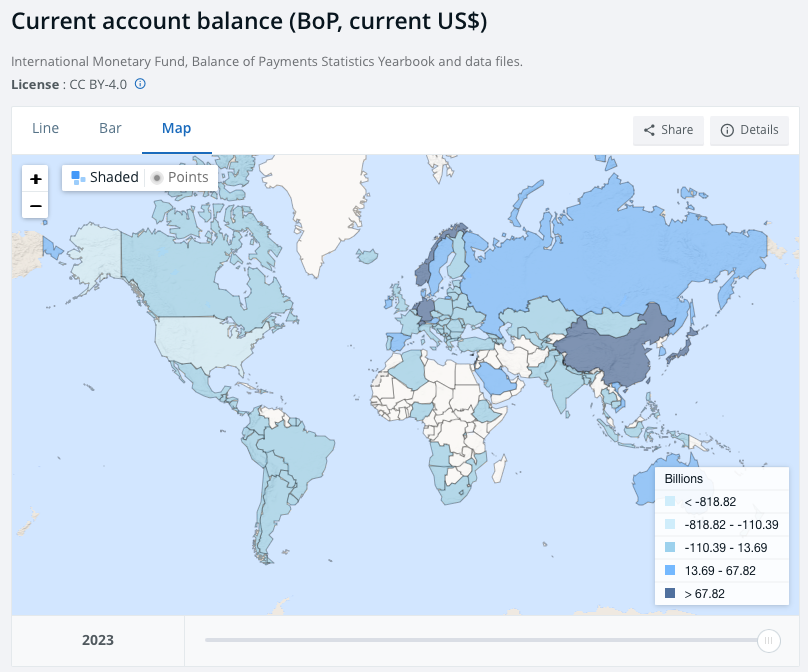 Current account balance (BoP, current US$)
International Monetary Fund, Balance of Payments Statistics Yearbook and data files.
License : CC BY-4.0
Line
Bar
Map
Share
Details
+
−
Shaded
Points
Billions
< -818.82
-818.82 - -110.39
-110.39 - 13.69
13.69 - 67.82
> 67.82
2023